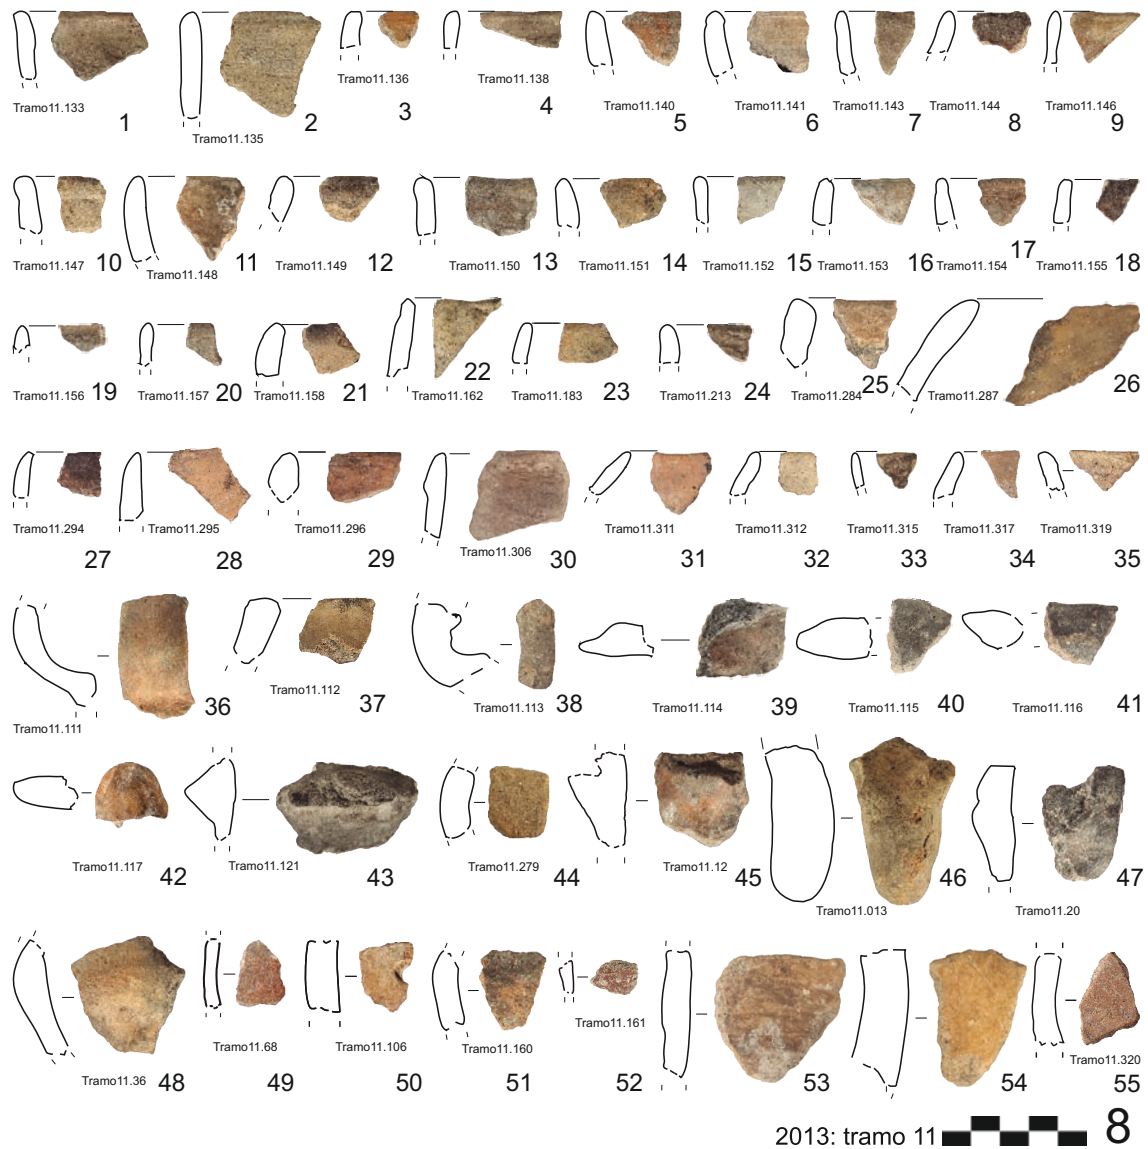 Tramo11.133 1
Tramo11.135 2
Tramo11.136 3
Tramo11.138 4
Tramo11.140 5
Tramo11.141 6
Tramo11.143 7
Tramo11.144 8
Tramo11.146 9
Tramo11.147 10
Tramo11.148 11
Tramo11.149 12
Tramo11.150 13
Tramo11.151 14
Tramo11.152 15
Tramo11.153 16
Tramo11.154 17
Tramo11.155 18
Tramo11.156 19
Tramo11.157 20
Tramo11.158 21
Tramo11.162 22
Tramo11.183 23
Tramo11.213 24
Tramo11.284 25
Tramo11.287 26
Tramo11.294 27
Tramo11.295 28
Tramo11.296 29
Tramo11.306 30
Tramo11.311 31
Tramo11.312 32
Tramo11.315 33
Tramo11.317 34
Tramo11.319 35
Tramo11.111 36
Tramo11.112 37
Tramo11.113 38
Tramo11.114 39
Tramo11.115 40
Tramo11.116 41
Tramo11.117 42
Tramo11.121 43
Tramo11.279 44
Tramo11.12 45
Tramo11.013 46
Tramo11.20 47
Tramo11.36 48
Tramo11.68 49
Tramo11.106 50
Tramo11.160 51
Tramo11.161 52
53
54
Tramo11.320 55
2013: tramo 11 8